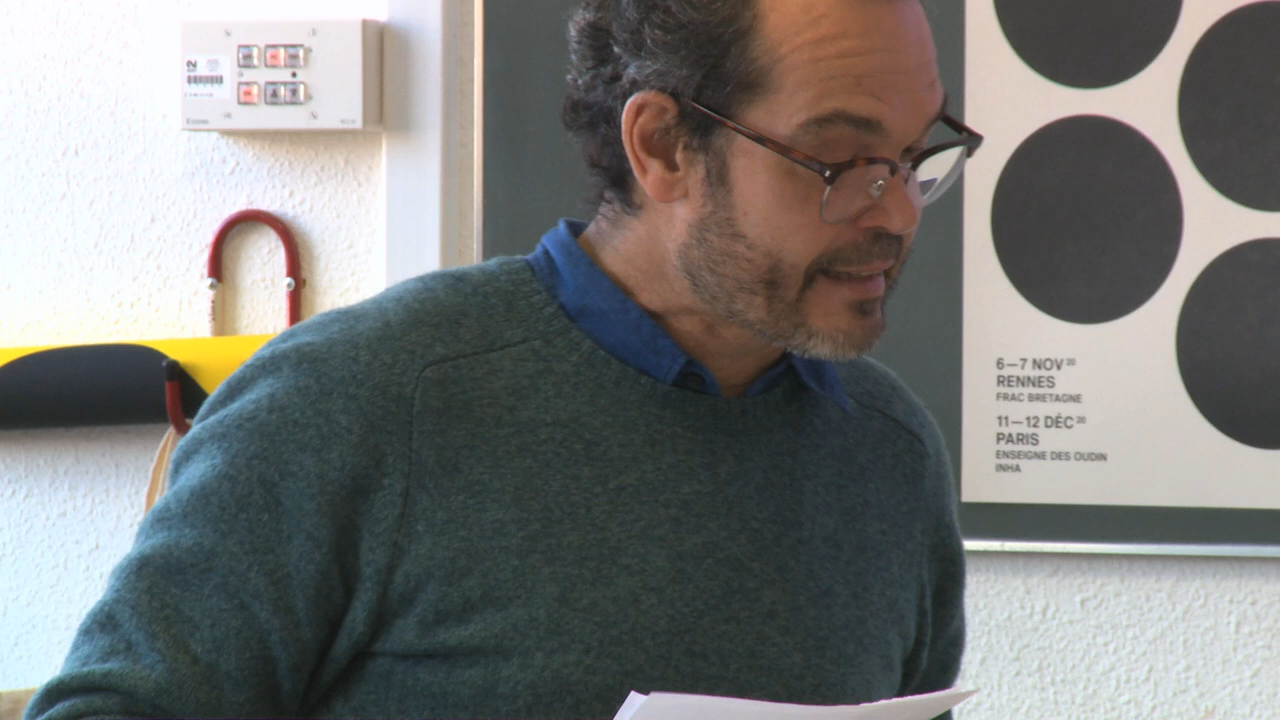 6—7 NOV 20
RENNES
FRAC BRETAGNE
11—12 DÉC 20
PARIS
ENSEIGNE DES OUDIN
INHA